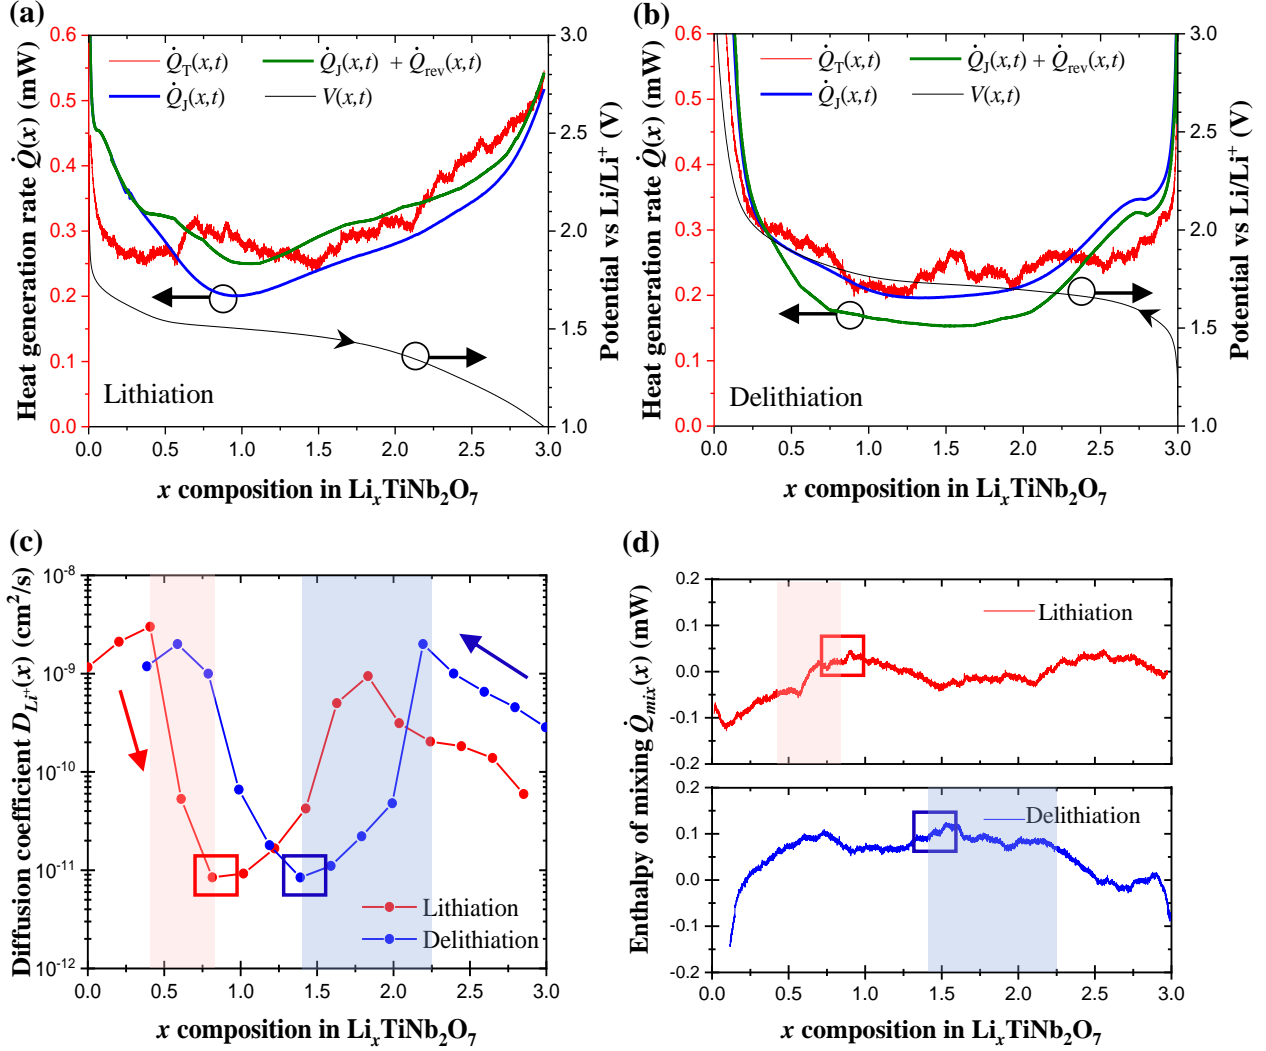 (a)
0.6
0.5
0.4
0.3
0.2
0.1
0.0
Heat generation rate Q̇(x) (mW)
Q̇T(x,t)
Q̇J(x,t) + Q̇rev(x,t)
Q̇J(x,t)
V(x,t)
Lithiation
3.0
2.5
2.0
1.5
1.0
Potential vs Li/Li⁺ (V)
0.0 0.5 1.0 1.5 2.0 2.5 3.0
x composition in LiₓTiNb₂O₇
(b)
0.6
0.5
0.4
0.3
0.2
0.1
0.0
Heat generation rate Q̇(x) (mW)
Q̇T(x,t)
Q̇J(x,t) + Q̇rev(x,t)
Q̇J(x,t)
V(x,t)
Delithiation
3.0
2.5
2.0
1.5
1.0
Potential vs Li/Li⁺ (V)
0.0 0.5 1.0 1.5 2.0 2.5 3.0
x composition in LiₓTiNb₂O₇
(c)
10⁻⁸
10⁻⁹
10⁻¹⁰
10⁻¹¹
10⁻¹²
Diffusion coefficient D_Li⁺(x) (cm²/s)
Lithiation
Delithiation
0.0 0.5 1.0 1.5 2.0 2.5 3.0
x composition in LiₓTiNb₂O₇
(d)
0.2
0.1
0.0
-0.1
-0.2
Lithiation
0.2
0.1
0.0
-0.1
-0.2
Delithiation
Enthalpy of mixing Q̇mix(x) (mW)
0.0 0.5 1.0 1.5 2.0 2.5 3.0
x composition in LiₓTiNb₂O₇